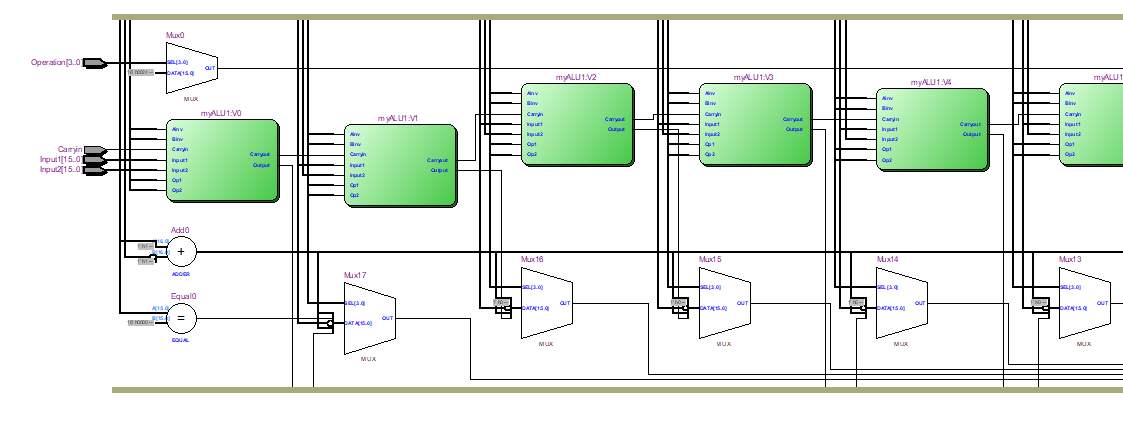 Mux0
Operation[3..0]
SEL[3..0]
DATA[15..0]
OUT
MUX
myALU1:V0
Ainv
Binv
Carryin
Input1
Input2
Op1
Op2
Carryout
Output
Carryin
Input1[15..0]
Input2[15..0]
myALU1:V1
Ainv
Binv
Carryin
Input1
Input2
Op1
Op2
Carryout
Output
myALU1:V2
Ainv
Binv
Carryin
Input1
Input2
Op1
Op2
Carryout
Output
myALU1:V3
Ainv
Binv
Carryin
Input1
Input2
Op1
Op2
Carryout
Output
myALU1:V4
Ainv
Binv
Carryin
Input1
Input2
Op1
Op2
Carryout
Output
myALU1
Ainv
Binv
Carryin
Input1
Input2
Op1
Op2
Add0
+
ADDER
Equal0
A[15..0]
B[15..0]
=
EQUAL
Mux17
SEL[3..0]
DATA[15..0]
OUT
MUX
Mux16
SEL[3..0]
DATA[15..0]
OUT
MUX
Mux15
SEL[3..0]
DATA[15..0]
OUT
MUX
Mux14
SEL[3..0]
DATA[15..0]
OUT
MUX
Mux13
SEL[3..0]
DATA[15..0]
OUT
MUX